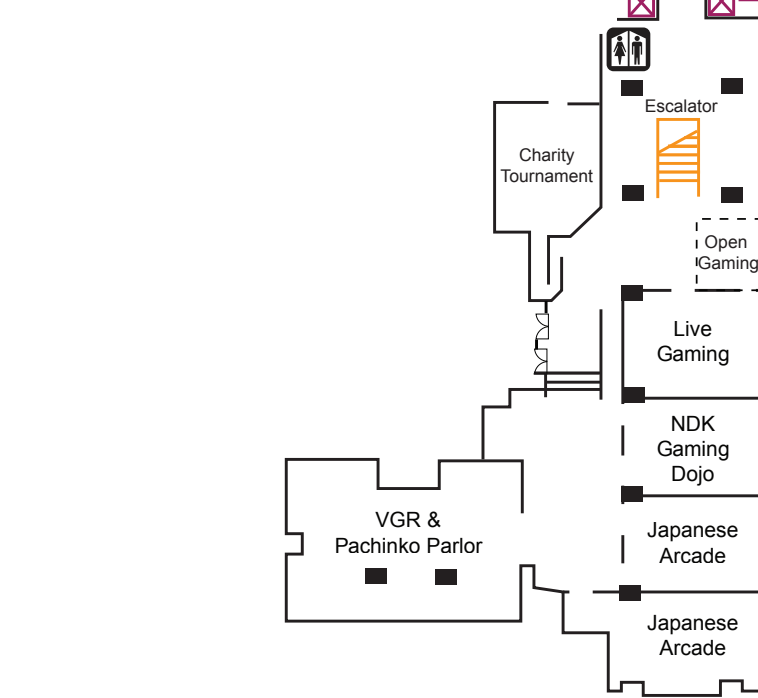 Escalator
Charity
Tournament
Open
Gaming
Live
Gaming
NDK
Gaming
Dojo
VGR &
Pachinko Parlor
Japanese
Arcade
Japanese
Arcade